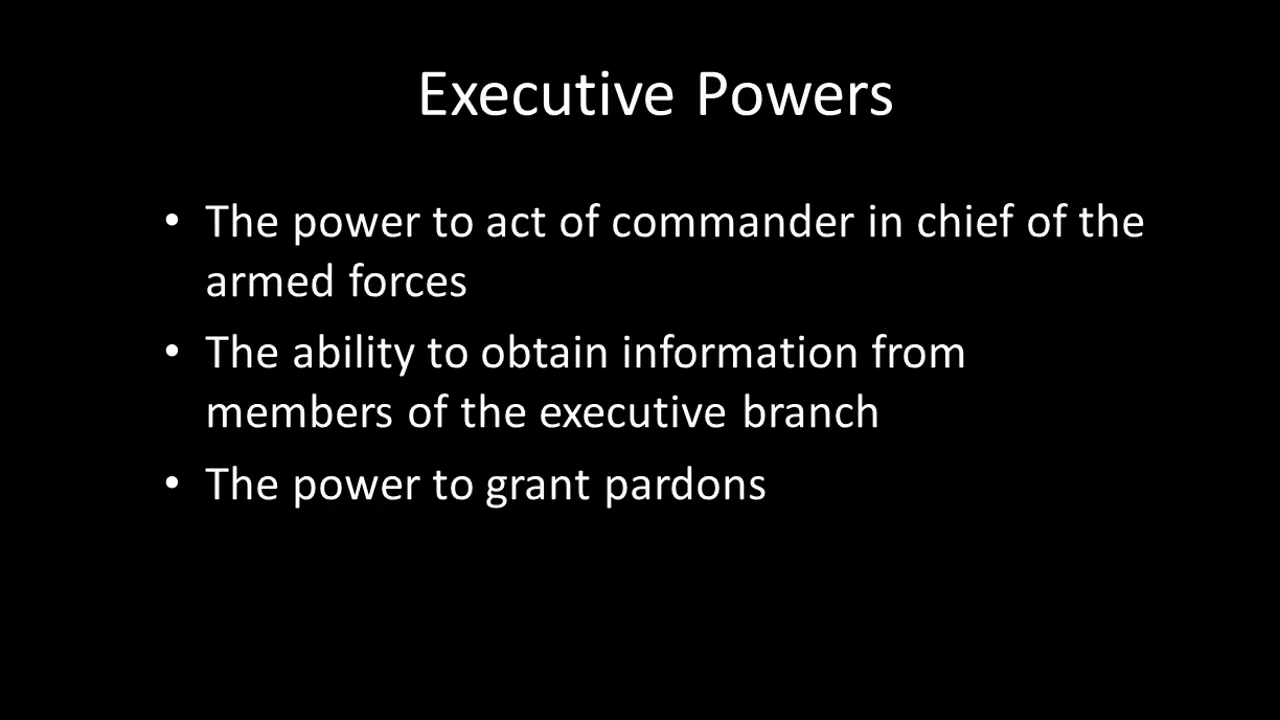 Executive Powers
• The power to act of commander in chief of the
armed forces
• The ability to obtain information from
members of the executive branch
• The power to grant pardons